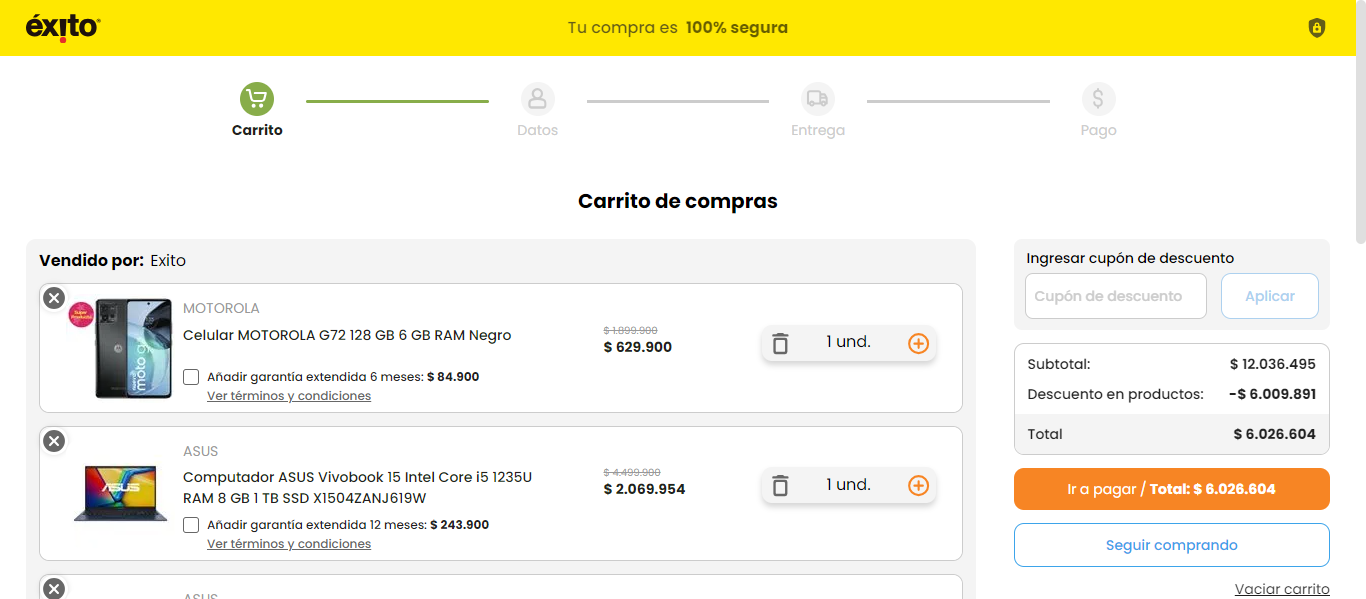 éxito
Tu compra es 100% segura
Carrito
Datos
Entrega
Pago
Carrito de compras
Vendido por: Exito
MOTOROLA
Celular MOTOROLA G72 128 GB 6 GB RAM Negro
Añadir garantía extendida 6 meses: $ 84.900
Ver términos y condiciones
$ 1.899.900
$ 629.900
1 und.
ASUS
Computador ASUS Vivobook 15 Intel Core i5 1235U
RAM 8 GB 1 TB SSD X1504ZANJ619W
Añadir garantía extendida 12 meses: $ 243.900
Ver términos y condiciones
$ 4.499.900
$ 2.069.954
1 und.
ASUS
Ingresar cupón de descuento
Cupón de descuento
Aplicar
Subtotal: $ 12.036.495
Descuento en productos: -$ 6.009.891
Total $ 6.026.604
Ir a pagar / Total: $ 6.026.604
Seguir comprando
Vaciar carrito